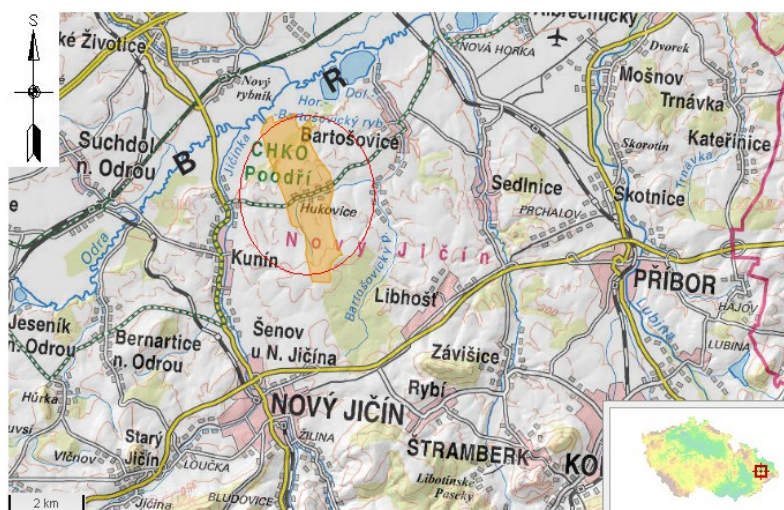 S
ké Životice
Nový
rybník
B R
Hor.
Dol.
Bartošovický ryb.
Albrechtičky
NOVÁ HORKA
Dvorek
Mošnov
Trnávka
Kateřinice
Skorotín
Trnávka
Suchdol
n. Odrou
Jičínka
Bartošovice
CHKO
Poodří
Hukovice
Sedlnice
PRCHALOV
Skotnice
e
Odra
Kunín
Nový Jičín
Bartošovický p.
Libhošť
PŘÍBOR
HÁJOV
Lubina
LUBINA
Jeseník
n. Odrou
Bernartice
n. Odrou
Šenov
u N. Jičína
Závišice
Hůrka
NOVÝ JIČÍN
Rybí
Starý
Jičín
Vlčnov
LOUČKA
ŽILINA
ŠTRAMBERK
Libotínské
Paseky
BLUDOVICE
Jičína
2 km